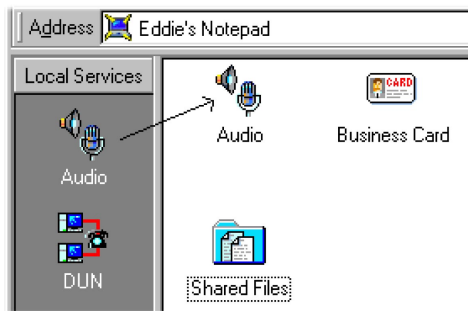 Address Eddie's Notepad
Local Services
Audio
DUN
Audio
CARD
Business Card
Shared Files